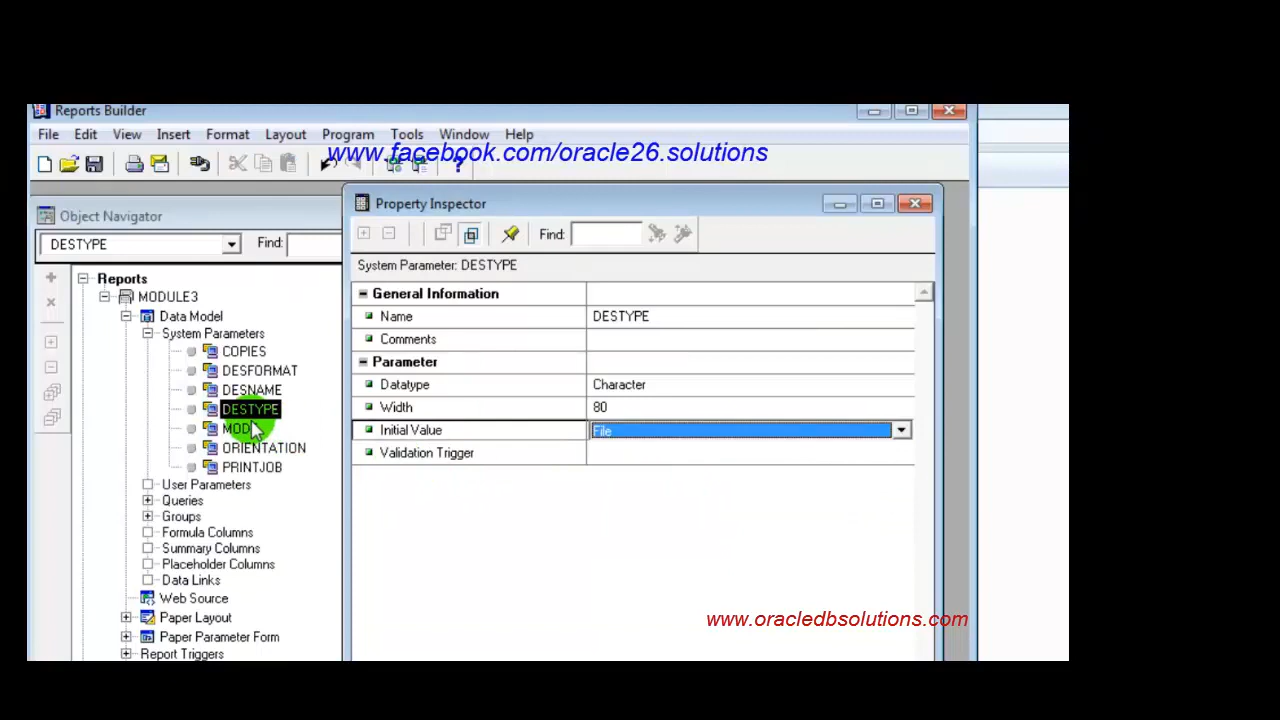 Reports Builder
File Edit View Insert Format Layout Program Tools Window Help
www.facebook.com/oracle26.solutions
Object Navigator
DESTYPE
Find:
Reports
MODULE3
Data Model
System Parameters
COPIES
DESFORMAT
DESNAME
DESTYPE
MOD
ORIENTATION
PRINTJOB
User Parameters
Queries
Groups
Formula Columns
Summary Columns
Placeholder Columns
Data Links
Web Source
Paper Layout
Paper Parameter Form
Report Triggers
Property Inspector
Find:
System Parameter: DESTYPE
General Information
Name DESTYPE
Comments
Parameter
Datatype Character
Width 80
Initial Value File
Validation Trigger
www.oracledbsolutions.com